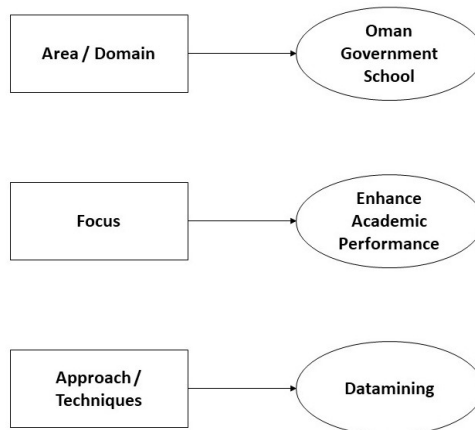 Area / Domain
Oman
Government
School
Focus
Enhance
Academic
Performance
Approach /
Techniques
Datamining